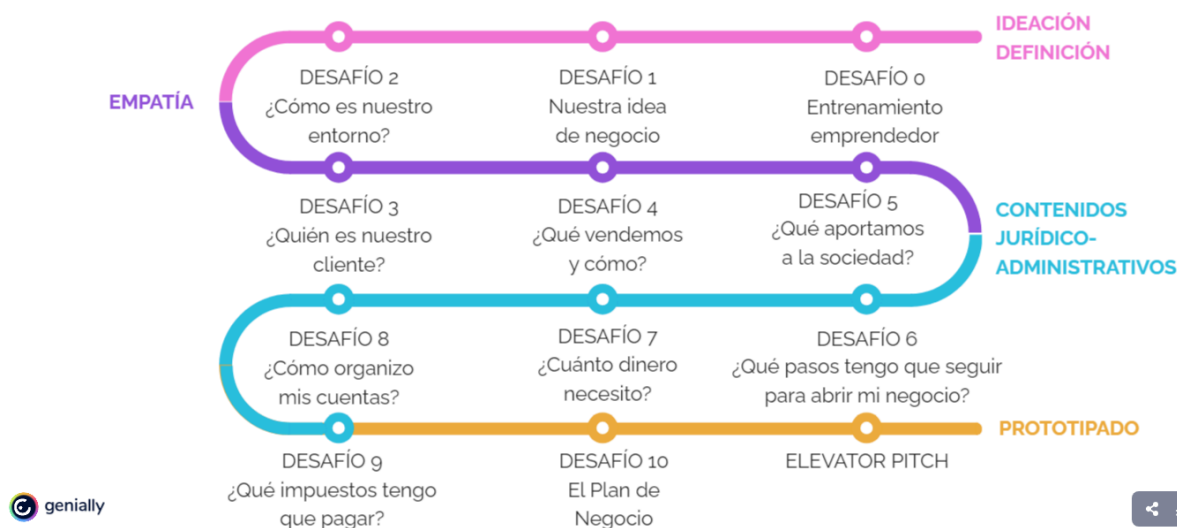 IDEACIÓN
DEFINICIÓN
DESAFÍO 2
¿Cómo es nuestro
entorno?
DESAFÍO 1
Nuestra idea
de negocio
DESAFÍO 0
Entrenamiento
emprendedor
EMPATÍA
DESAFÍO 3
¿Quién es nuestro
cliente?
DESAFÍO 4
¿Qué vendemos
y cómo?
DESAFÍO 5
¿Qué aportamos
a la sociedad?
CONTENIDOS
JURÍDICO-
ADMINISTRATIVOS
DESAFÍO 8
¿Cómo organizo
mis cuentas?
DESAFÍO 7
¿Cuánto dinero
necesito?
DESAFÍO 6
¿Qué pasos tengo que seguir
para abrir mi negocio?
PROTOTIPADO
DESAFÍO 9
¿Qué impuestos tengo
que pagar?
DESAFÍO 10
El Plan de
Negocio
ELEVATOR PITCH
genially